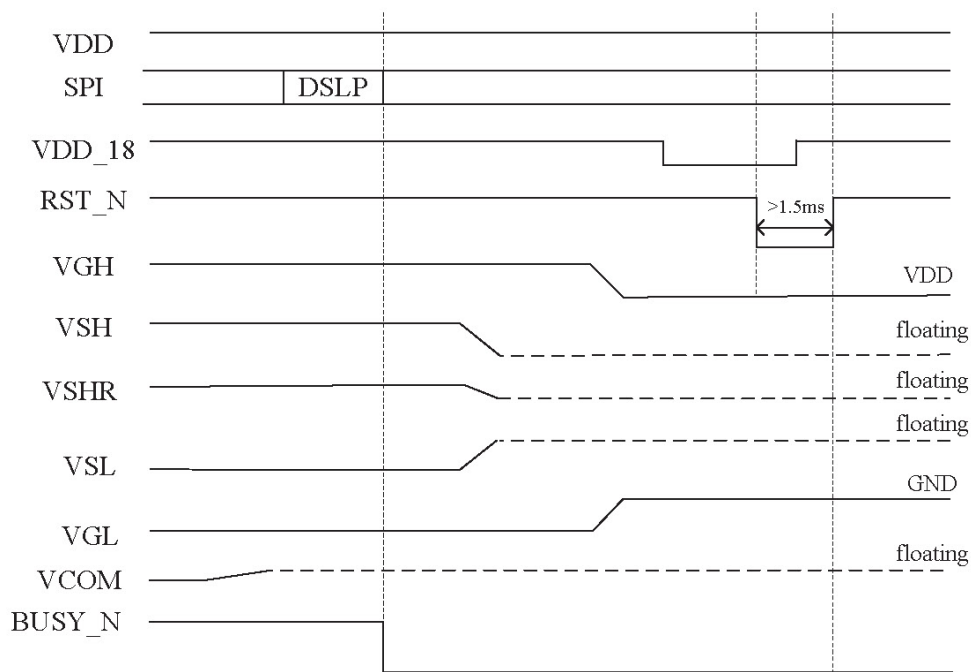 VDD
SPI
DSLP
VDD_18
RST_N
>1.5ms
VGH
VDD
VSH
floating
VSHR
floating
floating
VSL
GND
VGL
floating
VCOM
BUSY_N